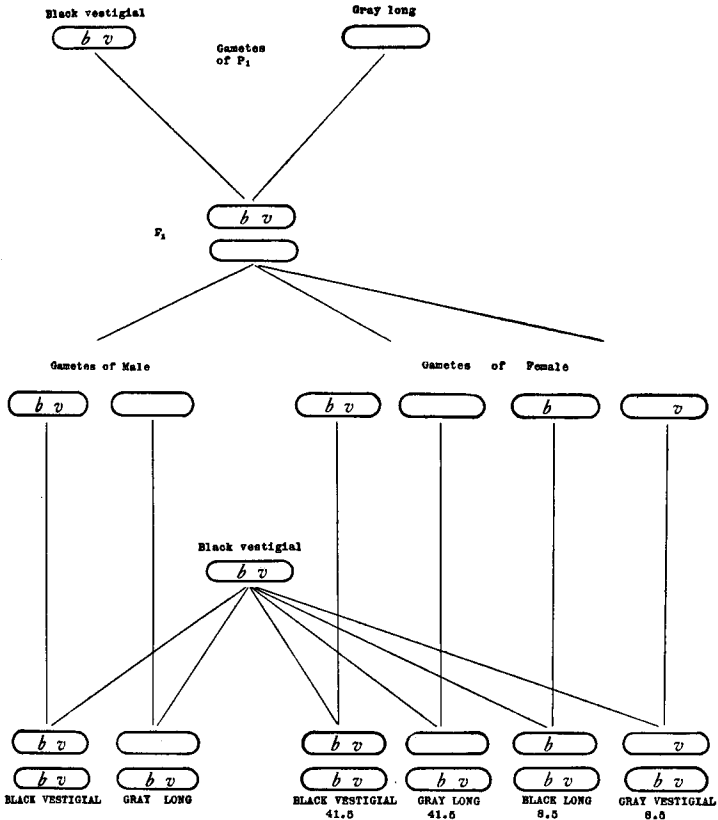 Black vestigial
Gray long
b v
Gametes
of P₁
b v
F₁
Gametes of Male
Gametes of Female
b v
b v
b
v
Black vestigial
b v
b v
b v
b
v
b v
b v
b v
b v
b v
b v
BLACK VESTIGIAL
GRAY LONG
BLACK VESTIGIAL
GRAY LONG
BLACK LONG
GRAY VESTIGIAL
41.5
41.5
8.5
8.5